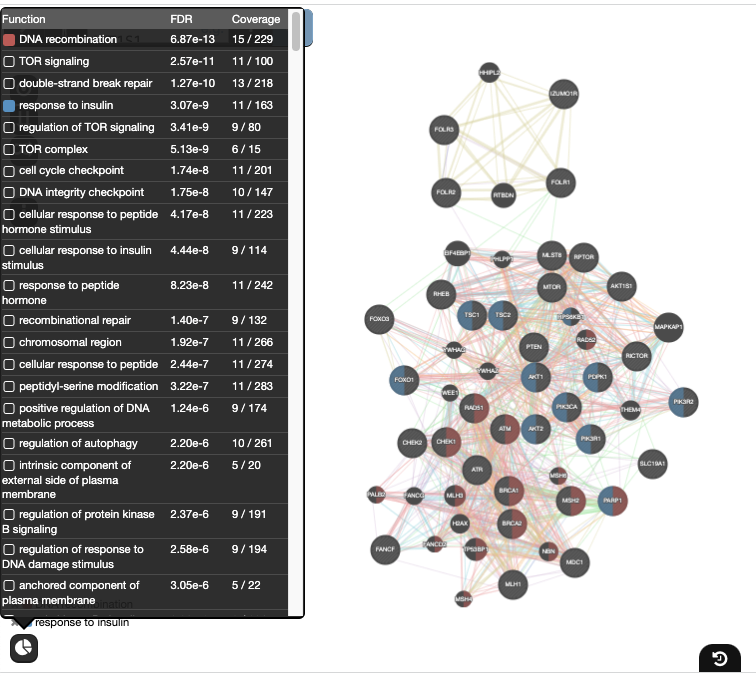 Function FDR Coverage
DNA recombination 6.87e-13 15 / 229
TOR signaling 2.57e-11 11 / 100
double-strand break repair 1.27e-10 13 / 218
response to insulin 3.07e-9 11 / 163
regulation of TOR signaling 3.41e-9 9 / 80
TOR complex 5.13e-9 6 / 15
cell cycle checkpoint 1.74e-8 11 / 201
DNA integrity checkpoint 1.75e-8 10 / 147
cellular response to peptide 4.17e-8 11 / 223
hormone stimulus
cellular response to insulin 4.44e-8 9 / 114
stimulus
response to peptide 8.23e-8 11 / 242
hormone
recombinational repair 1.40e-7 9 / 132
chromosomal region 1.92e-7 11 / 266
cellular response to peptide 2.44e-7 11 / 274
peptidyl-serine modification 3.22e-7 11 / 283
positive regulation of DNA 1.24e-6 9 / 174
metabolic process
regulation of autophagy 2.20e-6 10 / 261
intrinsic component of 2.20e-6 5 / 20
external side of plasma
membrane
regulation of protein kinase 2.37e-6 9 / 191
B signaling
regulation of response to 2.58e-6 9 / 194
DNA damage stimulus
anchored component of 3.05e-6 5 / 22
plasma membrane
response to insulin
HHIPL2
IZUMO1R
FOLR3
FOLR1
FOLR2
RTBDN
MLST8
RPTOR
MTOR
AKT1S1
RHEB
TSC1
TSC2
FOXO3
MAPKAP1
RAD52
PTEN
RICTOR
FOXO1
AKT1
PDPK1
WEE1
RAD51
PIK3CA
THEM4
PIK3R2
ATM
AKT2
PIK3R1
CHEK2
CHEK1
SLC19A1
ATR
MLH3
BRCA1
MSH2
PARP1
H2AX
BRCA2
FANCF
TP53BP1
NBN
MDC1
MLH1
MSH4